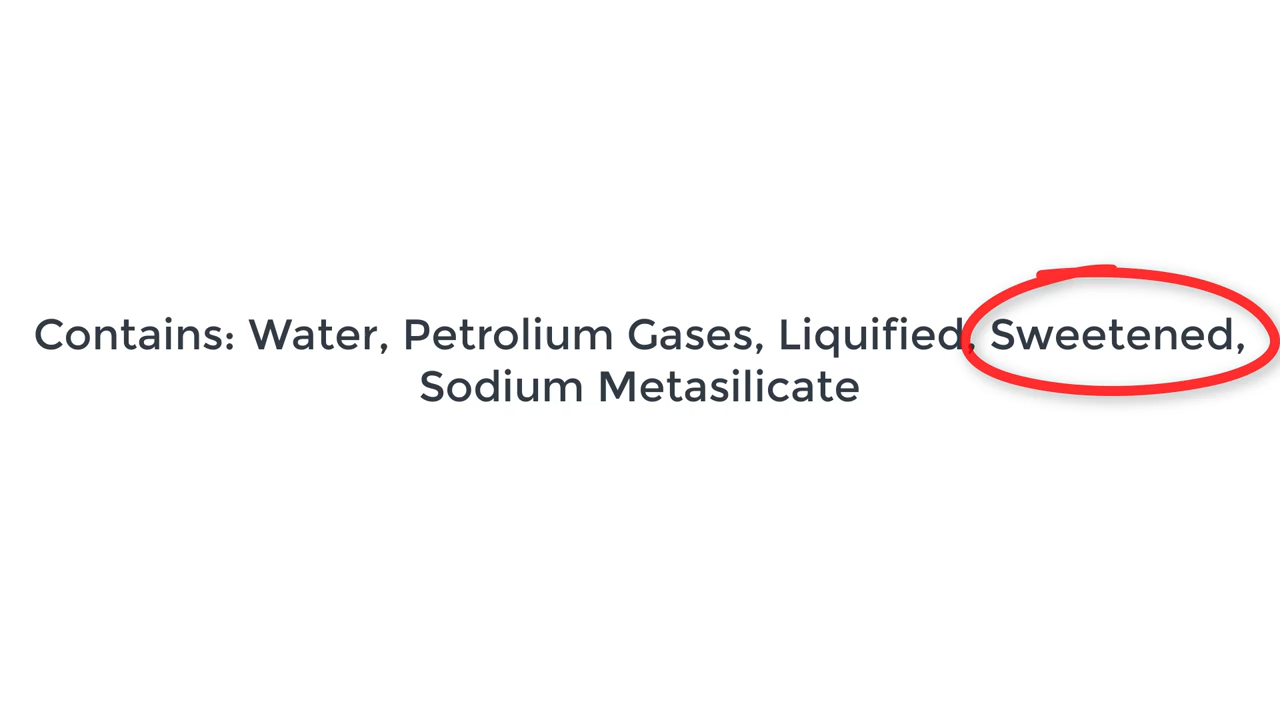 Contains: Water, Petrolium Gases, Liquified, Sweetened,
Sodium Metasilicate